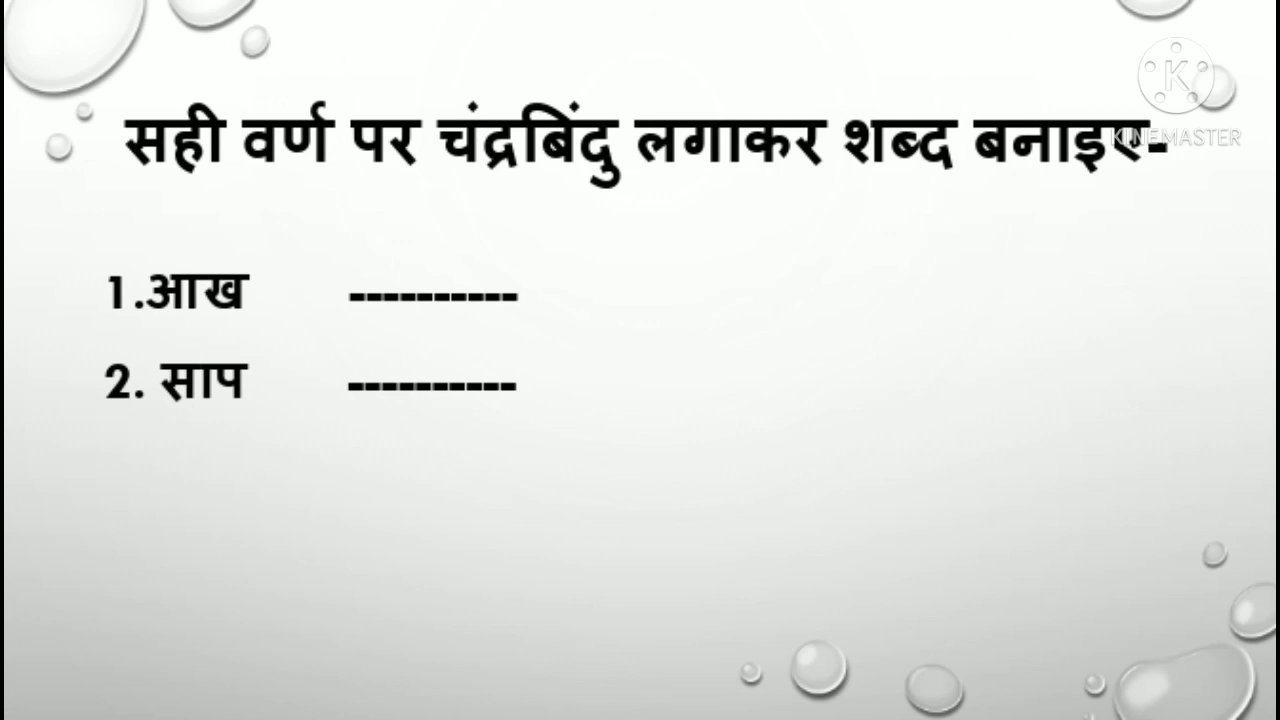 सही वर्ण पर चंद्रबिंदु लगाकर शब्द बनाइए-
KINEMASTER
1.आख ----------
2. साप ----------